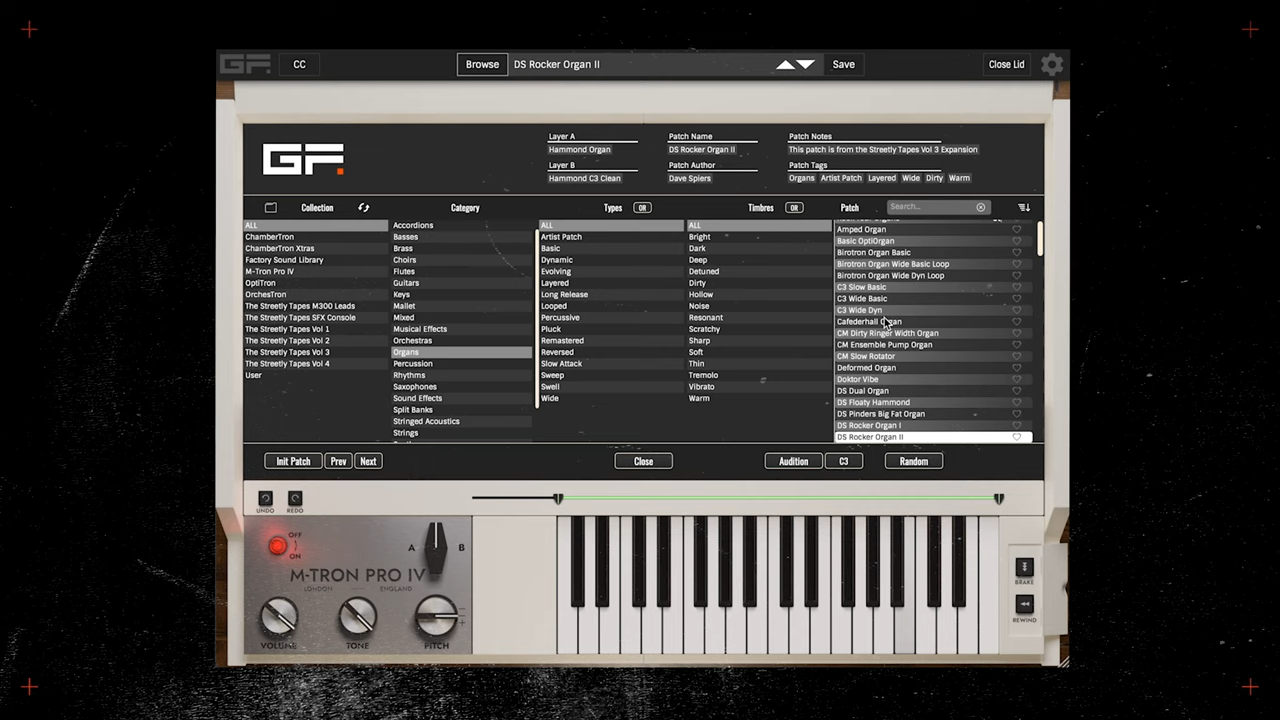 GF. CC Browse DS Rocker Organ II Save Close Lid
GF.
Layer A
Hammond Organ
Layer B
Hammond C3 Clean
Patch Name
DS Rocker Organ II
Patch Author
Dave Spiers
Patch Notes
This patch is from the Streetly Tapes Vol 3 Expansion
Patch Tags
Organs Artist Patch Layered Wide Dirty Warm
Collection
Category
Types OR
Timbres OR
Patch
Search...
ALL
ChamberTron
ChamberTron Xtras
Factory Sound Library
M-Tron Pro IV
OptiTron
OrchesTron
The Streetly Tapes M300 Leads
The Streetly Tapes SFX Console
The Streetly Tapes Vol 1
The Streetly Tapes Vol 2
The Streetly Tapes Vol 3
The Streetly Tapes Vol 4
User
Accordions
Basses
Brass
Choirs
Flutes
Guitars
Keys
Mallet
Mixed
Musical Effects
Orchestras
Organs
Percussion
Rhythms
Saxophones
Sound Effects
Split Banks
Stringed Acoustics
Strings
ALL
Artist Patch
Basic
Dynamic
Evolving
Layered
Long Release
Looped
Percussive
Pluck
Remastered
Reversed
Slow Attack
Sweep
Swell
Wide
ALL
Bright
Dark
Deep
Detuned
Dirty
Hollow
Noise
Resonant
Scratchy
Sharp
Soft
Thin
Tremolo
Vibrato
Warm
Amped Organ
Basic OptiOrgan
Birotron Organ Basic
Birotron Organ Wide Basic Loop
Birotron Organ Wide Dyn Loop
C3 Slow Basic
C3 Wide Basic
C3 Wide Dyn
Cafederhall Organ
CM Dirty Ringer Width Organ
CM Ensemble Pump Organ
CM Slow Rotator
Deformed Organ
Doktor Vibe
DS Dual Organ
DS Floaty Hammond
DS Pinders Big Fat Organ
DS Rocker Organ I
DS Rocker Organ II
Init Patch Prev Next Close Audition C3 Random
UNDO REDO
OFF
ON
A B
M-TRON PRO IV
LONDON ENGLAND
VOLUME TONE PITCH
BRAKE
REWIND